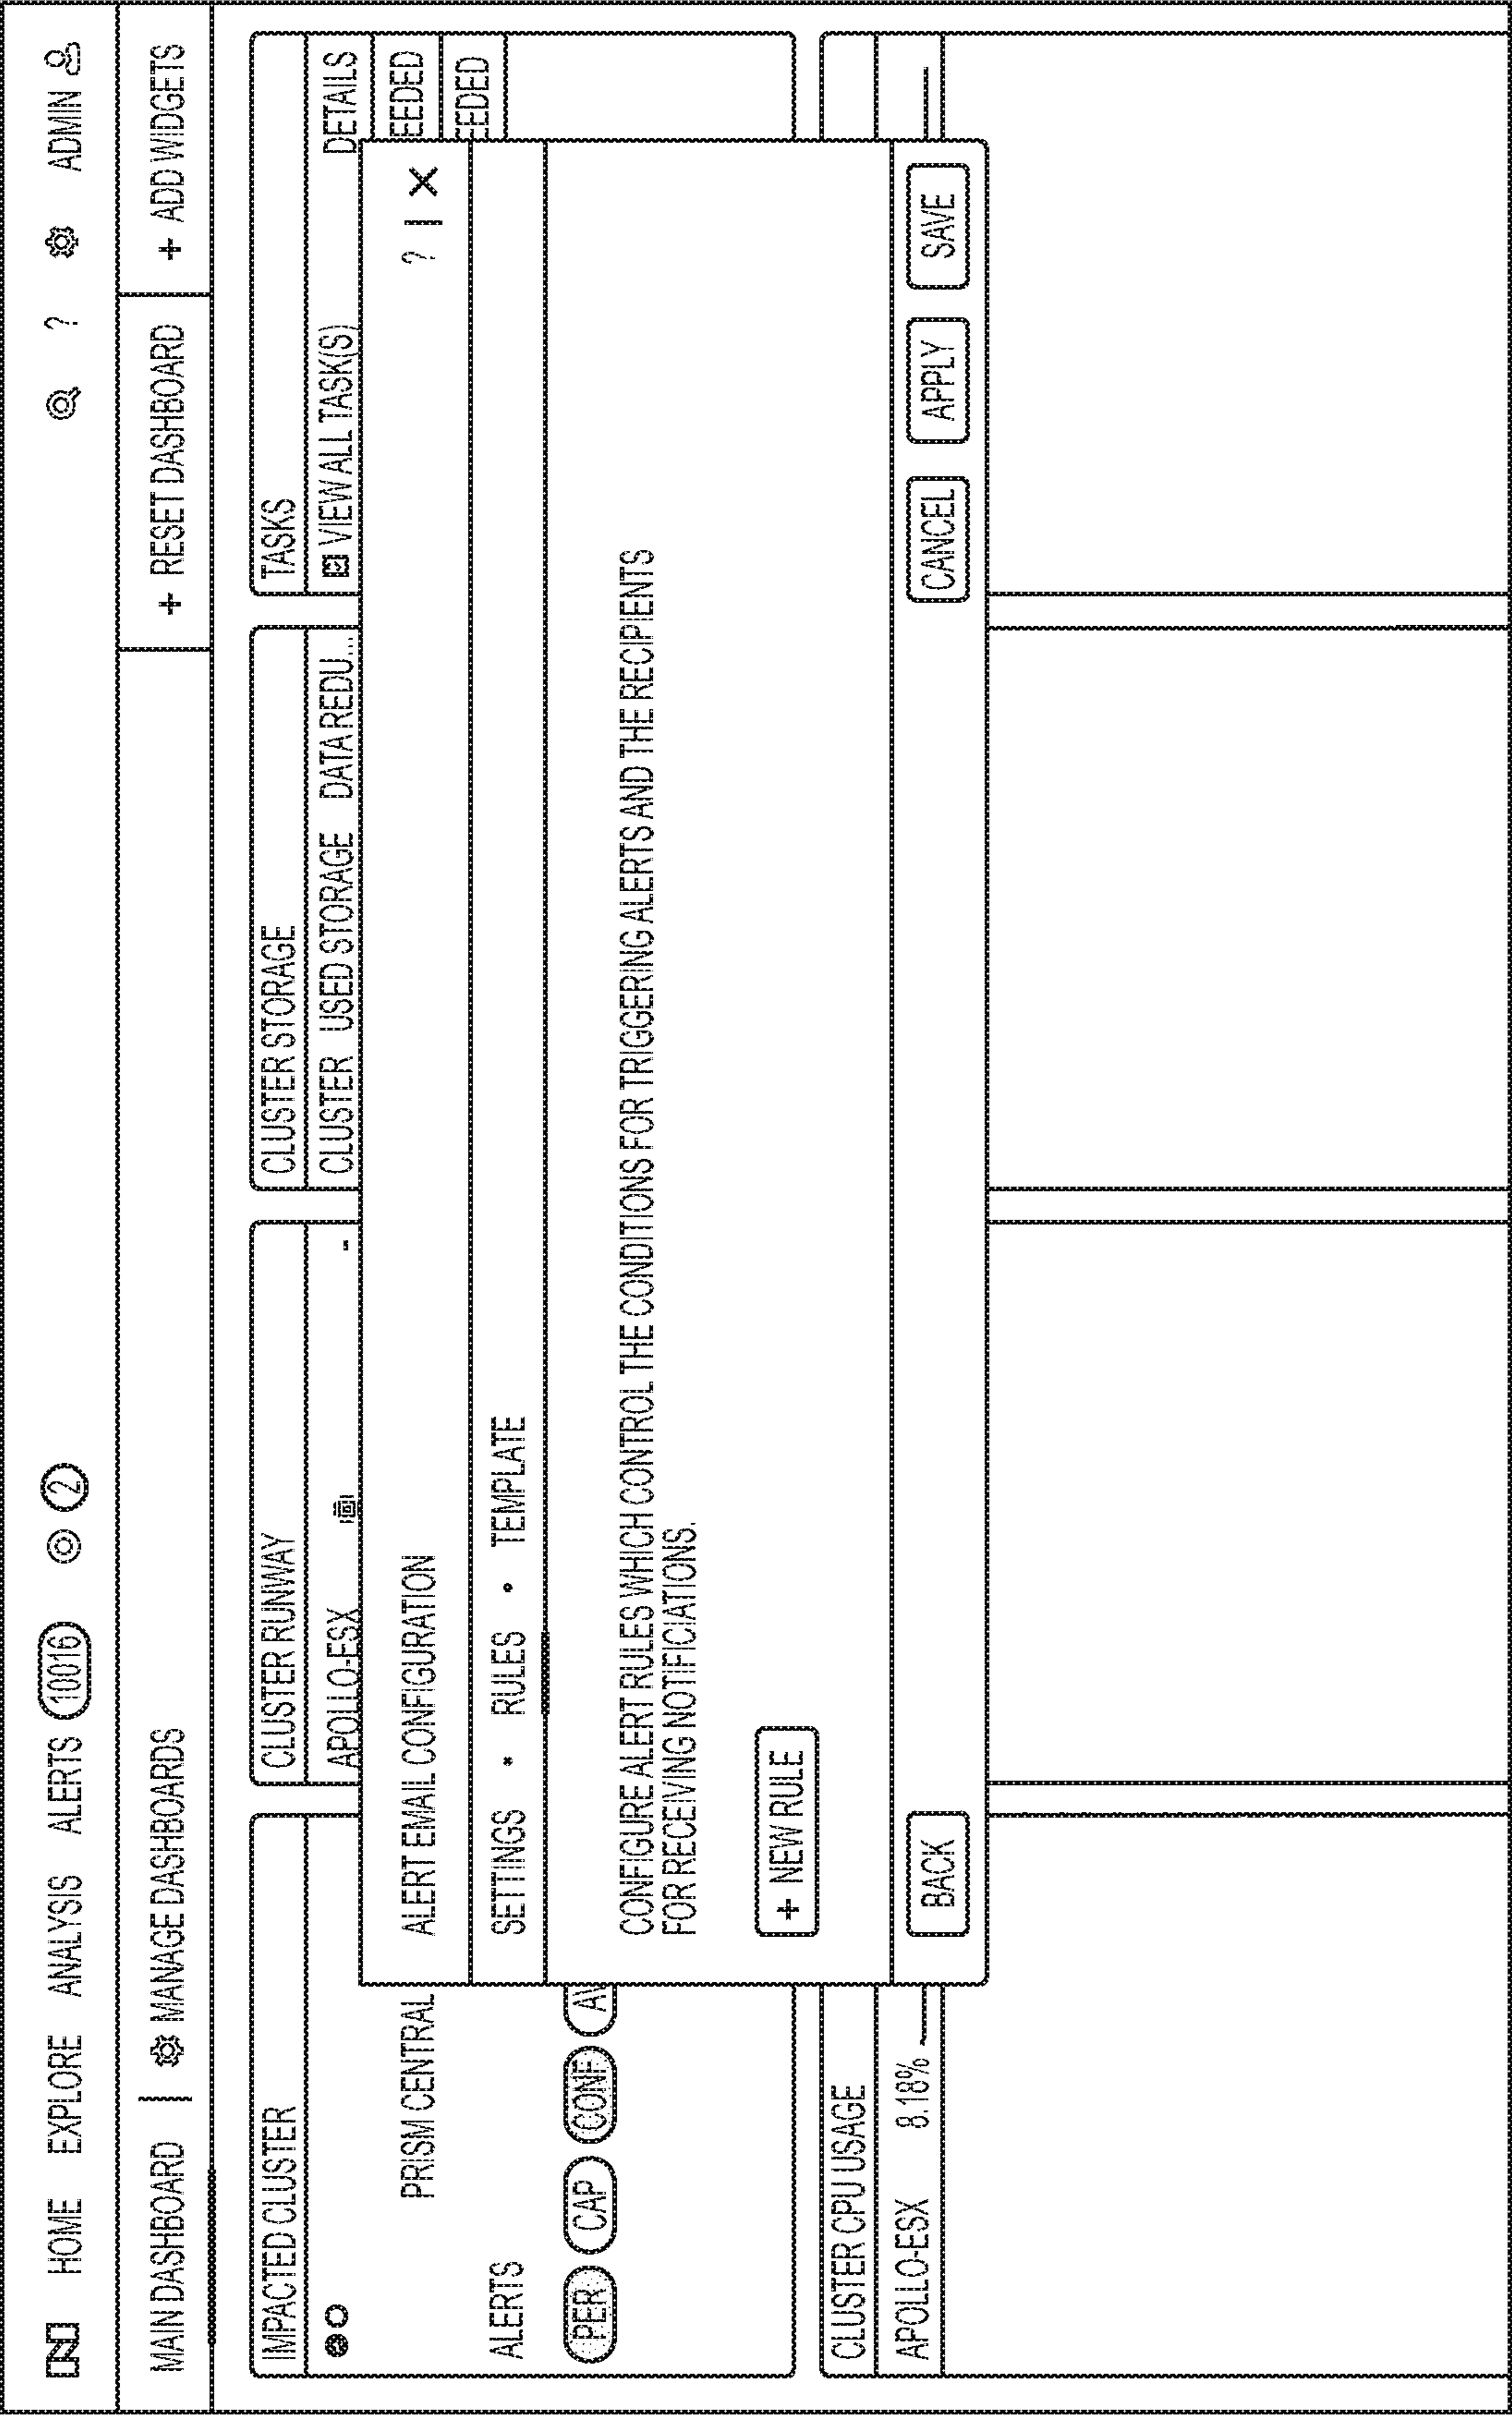 N HOME EXPLORE ANALYSIS ALERTS 10016 2 ? ADMIN
MAIN DASHBOARD | MANAGE DASHBOARDS + RESET DASHBOARD + ADD WIDGETS
IMPACTED CLUSTER
PRISM CENTRAL
ALERTS
PER CAP CONF AV
CLUSTER RUNWAY
APOLLO-ESX -
CLUSTER STORAGE
CLUSTER USED STORAGE DATA REDU...
TASKS
VIEW ALL TASK(S) DETAILS
EEDED
EEDED
ALERT EMAIL CONFIGURATION ? | X
SETTINGS • RULES • TEMPLATE
CONFIGURE ALERT RULES WHICH CONTROL THE CONDITIONS FOR TRIGGERING ALERTS AND THE RECIPIENTS
FOR RECEIVING NOTIFICIATIONS.
+ NEW RULE
BACK CANCEL APPLY SAVE
CLUSTER CPU USAGE
APOLLO-ESX 8.18%